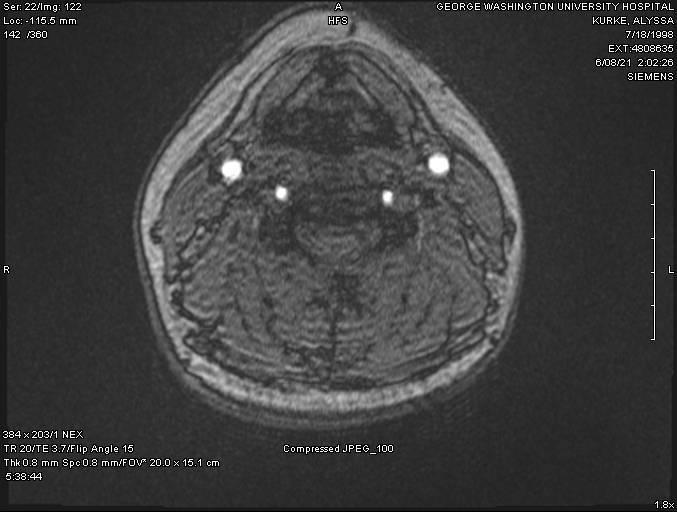 Ser: 22/Img: 122
Loc: -115.5 mm
142 /360
A
HFS
GEORGE WASHINGTON UNIVERSITY HOSPITAL
KURKE, ALYSSA
7/18/1998
EXT:4808635
6/08/21 2:02:26
SIEMENS
R
L
384 x 203/1 NEX
TR 20/TE 3.7/Flip Angle 15
Thk 0.8 mm Spc 0.8 mm/FOV* 20.0 x 15.1 cm
5:38:44
Compressed JPEG_100
1.8x